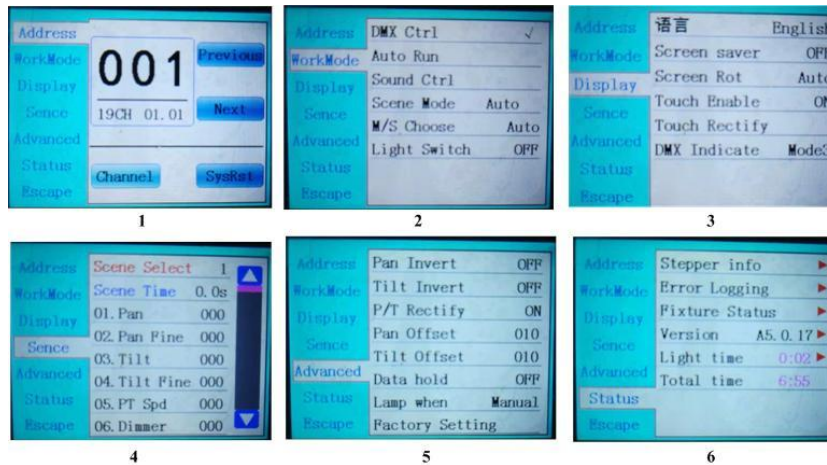 Address
WorkMode
Display
Sence
Advanced
Status
Escape
001
19CH 01.01
Previous
Next
Channel
SysRst
1
Address
WorkMode
Display
Sence
Advanced
Status
Escape
DMX Ctrl √
Auto Run
Sound Ctrl
Scene Mode Auto
M/S Choose Auto
Light Switch OFF
2
Address
WorkMode
Display
Sence
Advanced
Status
Escape
语言 English
Screen saver OF
Screen Rot Auto
Touch Enable O
Touch Rectify
DMX Indicate Mode3
3
Address
WorkMode
Display
Sence
Advanced
Status
Escape
Scene Select 1
Scene Time 0.0s
01.Pan 000
02.Pan Fine 000
03.Tilt 000
04.Tilt Fine 000
05.PT Spd 000
06.Dimmer 000
4
Address
WorkMode
Display
Sence
Advanced
Status
Escape
Pan Invert OFF
Tilt Invert OFF
P/T Rectify ON
Pan Offset 010
Tilt Offset 010
Data hold OFF
Lamp when Manual
Factory Setting
5
Address
WorkMode
Display
Sence
Advanced
Status
Escape
Stepper info
Error Logging
Fixture Status
Version A5.0.17
Light time 0:02
Total time 6:55
6